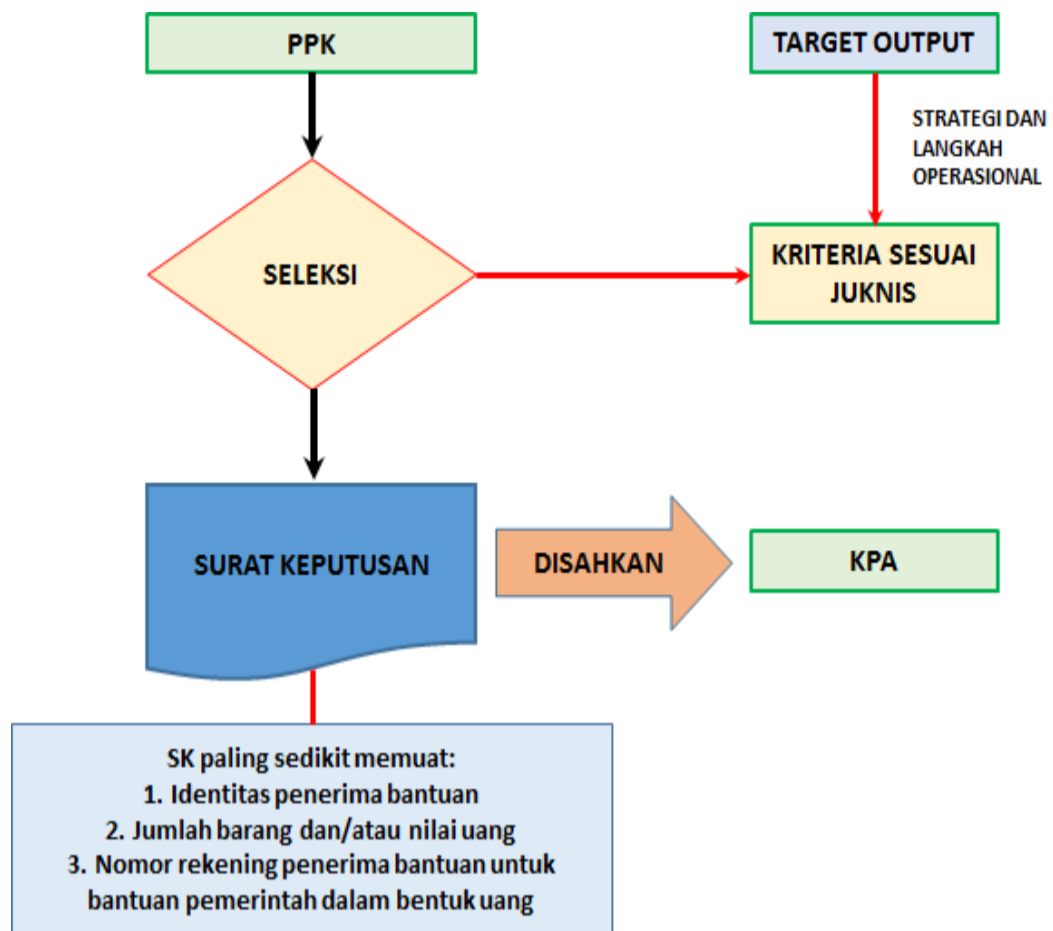 PPK
TARGET OUTPUT
STRATEGI DAN
LANGKAH
OPERASIONAL
SELEKSI
KRITERIA SESUAI
JUKNIS
SURAT KEPUTUSAN
DISAHKAN
KPA
SK paling sedikit memuat:
1. Identitas penerima bantuan
2. Jumlah barang dan/atau nilai uang
3. Nomor rekening penerima bantuan untuk
bantuan pemerintah dalam bentuk uang